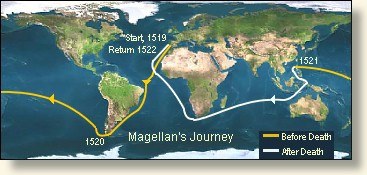 Start, 1519
Return 1522
1521
1520
Magellan's Journey
Before Death
After Death